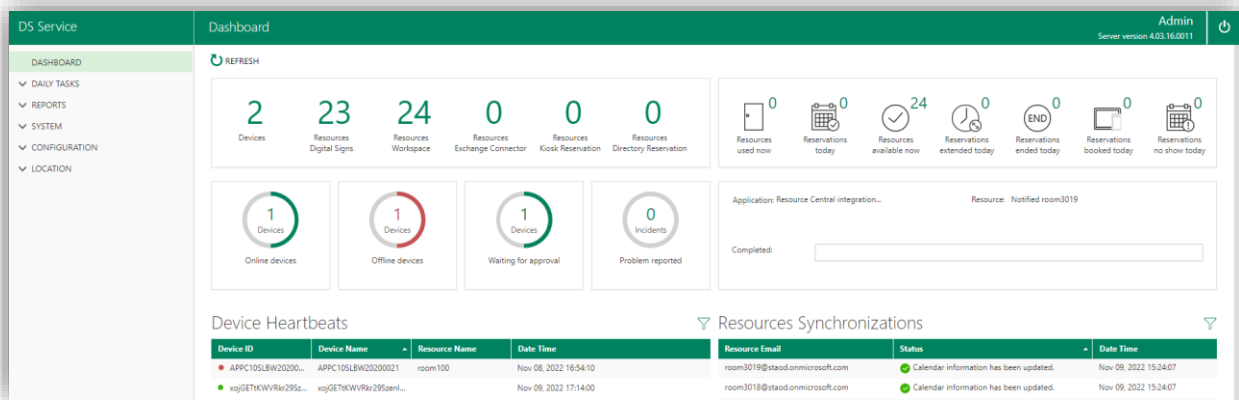 DS Service
Dashboard
Admin
Server version 4.03.16.0011
DASHBOARD
DAILY TASKS
REPORTS
SYSTEM
CONFIGURATION
LOCATION
REFRESH
2
Devices
23
Resources
Digital Signs
24
Resources
Workspace
0
Resources
Exchange Connector
0
Resources
Kiosk Reservation
0
Resources
Directory Reservation
0
Resources
used now
0
Reservations
today
24
Resources
available now
0
Reservations
extended today
END
0
Reservations
ended today
0
Reservations
booked today
0
Reservations
no show today
1
Devices
Online devices
1
Devices
Offline devices
1
Devices
Waiting for approval
0
Incidents
Problem reported
Application: Resource Central integration... Resource: Notified room3019
Completed:
Device Heartbeats
Device ID Device Name Resource Name Date Time
APPC10SLBW20200... APPC10SLBW20200021 room100 Nov 08, 2022 16:54:10
xojGETtKWVRkr29Sz... xojGETtKWVRkr29SzenI... Nov 09, 2022 17:14:00
Resources Synchronizations
Resource Email Status Date Time
room3019@staod.onmicrosoft.com Calendar information has been updated. Nov 09, 2022 15:24:07
room3018@staod.onmicrosoft.com Calendar information has been updated. Nov 09, 2022 15:24:07